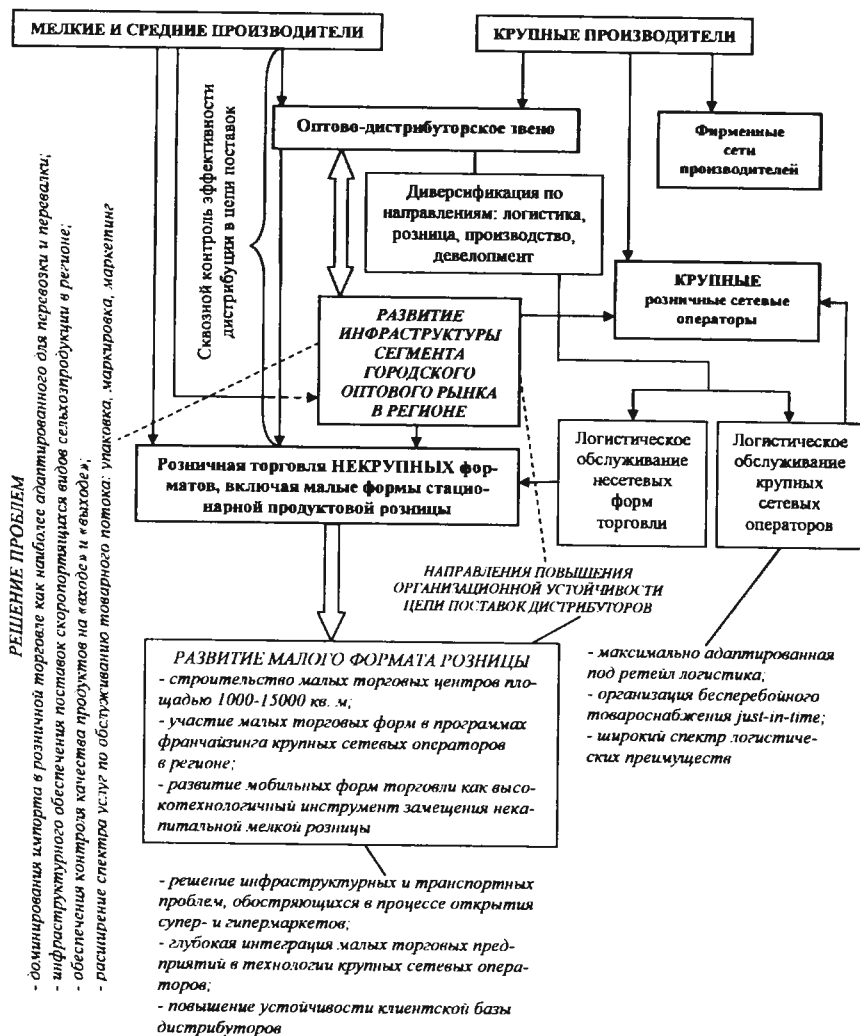 МЕЛКИЕ И СРЕДНИЕ ПРОИЗВОДИТЕЛИ
КРУПНЫЕ ПРОИЗВОДИТЕЛИ
Оптово-дистрибуторское звено
Фирменные
сети
производителей
Диверсификация по
направлениям: логистика,
розница, производство,
девелопмент
Сквозной контроль эффективности
дистрибуции в цепи поставок
КРУПНЫЕ
розничные сетевые
операторы
РАЗВИТИЕ
ИНФРАСТРУКТУРЫ
СЕГМЕНТА
ГОРОДСКОГО
ОПТОВОГО РЫНКА
В РЕГИОНЕ
Розничная торговля НЕКРУПНЫХ фор-
матов, включая малые формы стацио-
нарной продуктовой розницы
Логистическое
обслуживание
несетевых
форм
торговли
Логистическое
обслуживание
крупных
сетевых
операторов
НАПРАВЛЕНИЯ ПОВЫШЕНИЯ
ОРГАНИЗАЦИОННОЙ УСТОЙЧИВОСТИ
ЦЕПИ ПОСТАВОК ДИСТРИБУТОРОВ
РАЗВИТИЕ МАЛОГО ФОРМАТА РОЗНИЦЫ
- строительство малых торговых центров пло-
щадью 1000-15000 кв. м;
- участие малых торговых форм в программах
франчайзинга крупных сетевых операторов
в регионе;
- развитие мобильных форм торговли как высо-
котехнологичный инструмент замещения нека-
питальной мелкой розницы
- максимально адаптированная
под ретейл логистика;
- организация бесперебойного
товароснабжения just-in-time;
- широкий спектр логистиче-
ских преимуществ
- решение инфраструктурных и транспортных
проблем, обостряющихся в процессе открытия
супер- и гипермаркетов;
- глубокая интеграция малых торговых пред-
приятий в технологии крупных сетевых опера-
торов;
- повышение устойчивости клиентской базы
дистрибуторов
РЕШЕНИЕ ПРОБЛЕМ
- доминирования импорта в розничной торговле как наиболее адаптированного для перевозки и перевалки;
- инфраструктурного обеспечения поставок скоропортящихся видов сельхозпродукции в регионе;
- обеспечения контроля качества продуктов на «входе» и «выходе»;
- расширение спектра услуг по обслуживанию товарного потока: упаковка, маркировка, маркетинг